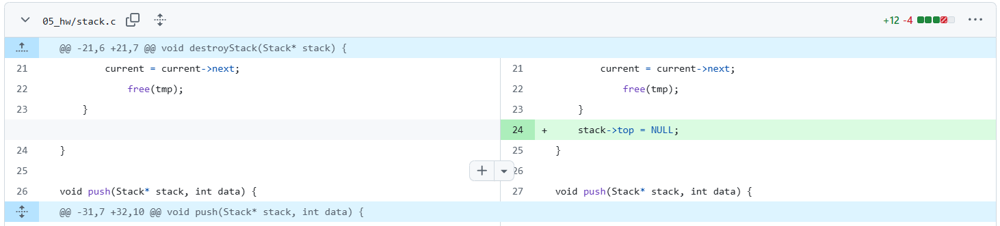 05_hw/stack.c +12 -4
@@ -21,6 +21,7 @@ void destroyStack(Stack* stack) {
21 current = current->next; 21 current = current->next;
22 free(tmp); 22 free(tmp);
23 } 23 }
24 + stack->top = NULL;
24 } 25 }
25 26
26 void push(Stack* stack, int data) { 27 void push(Stack* stack, int data) {
@@ -31,7 +32,10 @@ void push(Stack* stack, int data) {